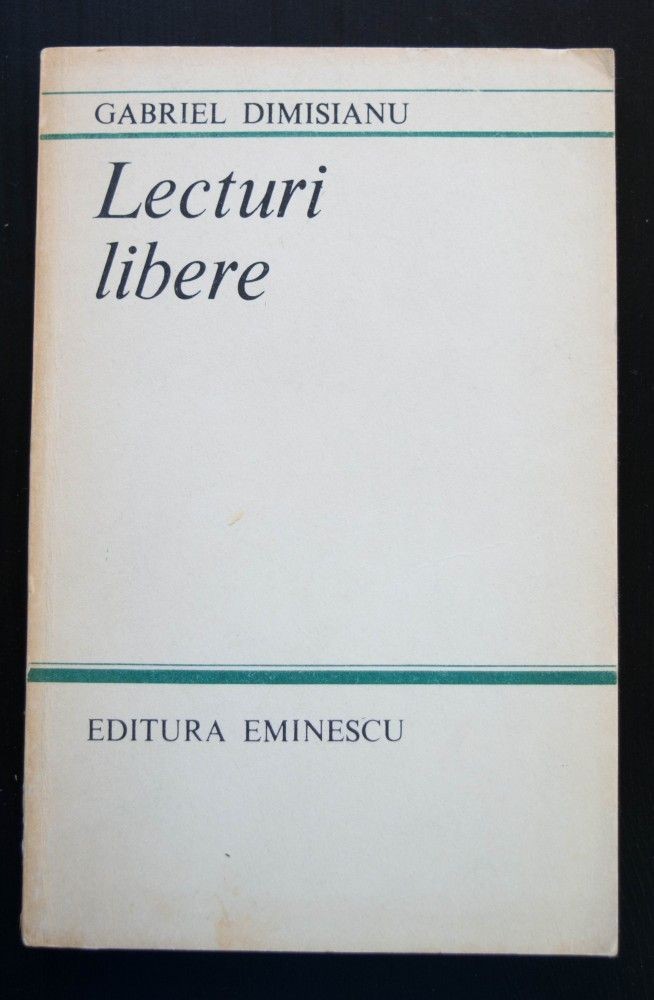 GABRIEL DIMISIANU
Lecturi
libere
EDITURA EMINESCU